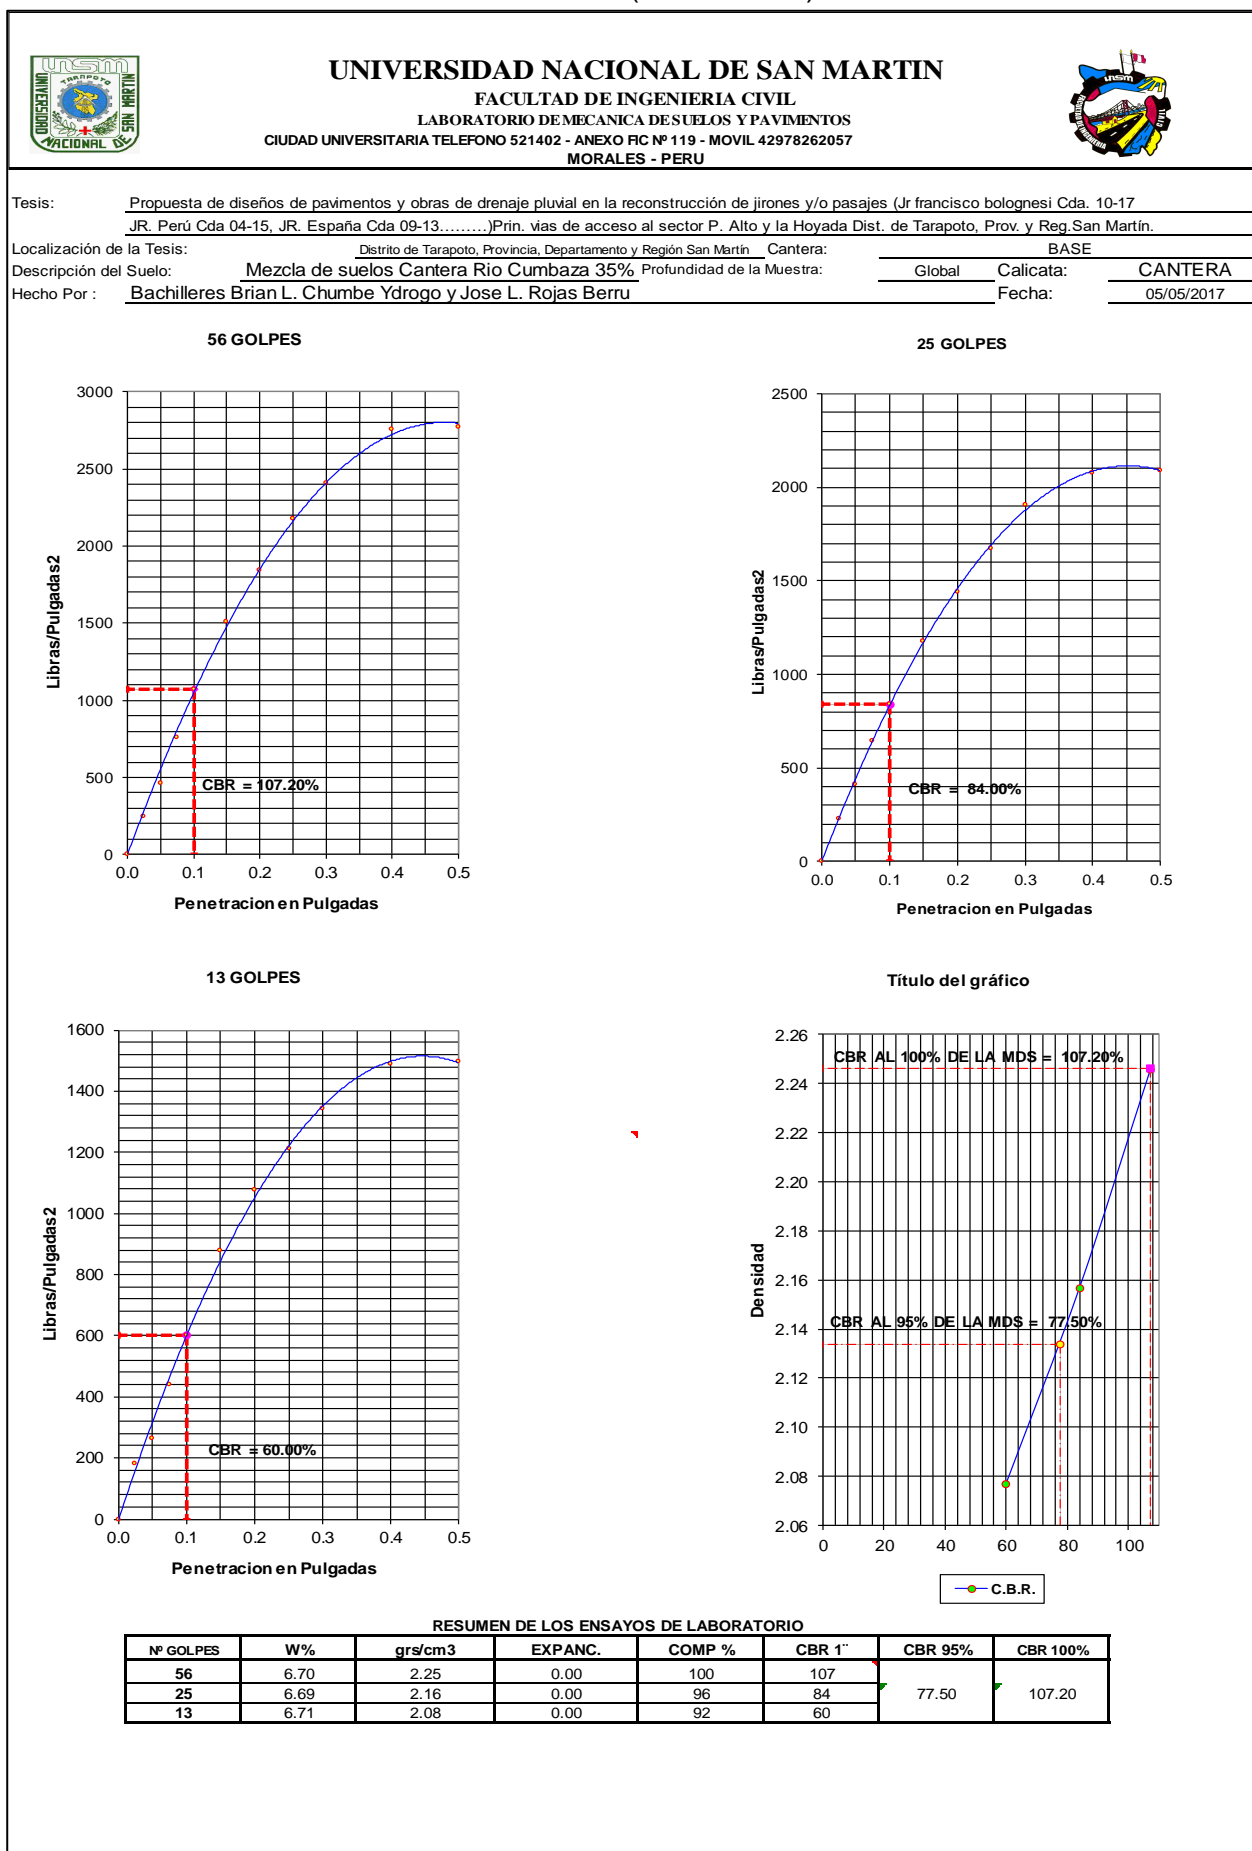 UNSM
TARAPOTO
UNIVERSIDAD NACIONAL DE SAN MARTIN
UNIVERSIDAD NACIONAL DE SAN MARTIN
FACULTAD DE INGENIERIA CIVIL
LABORATORIO DE MECANICA DE SUELOS Y PAVIMENTOS
CIUDAD UNIVERSITARIA TELEFONO 521402 - ANEXO FIC Nº 119 - MOVIL 42978262057
MORALES - PERU
Tesis: Propuesta de diseños de pavimentos y obras de drenaje pluvial en la reconstrucción de jirones y/o pasajes (Jr francisco bolognesi Cda. 10-17
JR. Perú Cda 04-15, JR. España Cda 09-13.........)Prin. vias de acceso al sector P. Alto y la Hoyada Dist. de Tarapoto, Prov. y Reg.San Martín.
Localización de la Tesis: Distrito de Tarapoto, Provincia, Departamento y Región San Martín Cantera: BASE
Descripción del Suelo: Mezcla de suelos Cantera Rio Cumbaza 35% Profundidad de la Muestra: Global Calicata: CANTERA
Hecho Por : Bachilleres Brian L. Chumbe Ydrogo y Jose L. Rojas Berru Fecha: 05/05/2017
56 GOLPES
3000
2500
2000
1500
1000
500
0
Libras/Pulgadas2
CBR = 107.20%
0.0 0.1 0.2 0.3 0.4 0.5
Penetracion en Pulgadas
25 GOLPES
2500
2000
1500
1000
500
0
Libras/Pulgadas2
CBR = 84.00%
0.0 0.1 0.2 0.3 0.4 0.5
Penetracion en Pulgadas
13 GOLPES
1600
1400
1200
1000
800
600
400
200
0
Libras/Pulgadas2
CBR = 60.00%
0.0 0.1 0.2 0.3 0.4 0.5
Penetracion en Pulgadas
Título del gráfico
2.26
2.24
2.22
2.20
2.18
2.16
2.14
2.12
2.10
2.08
2.06
Densidad
CBR AL 100% DE LA MDS = 107.20%
CBR AL 95% DE LA MDS = 77.50%
0 20 40 60 80 100
C.B.R.
RESUMEN DE LOS ENSAYOS DE LABORATORIO
Nº GOLPES W% grs/cm3 EXPANC. COMP % CBR 1¨ CBR 95% CBR 100%
56 6.70 2.25 0.00 100 107
25 6.69 2.16 0.00 96 84 77.50 107.20
13 6.71 2.08 0.00 92 60